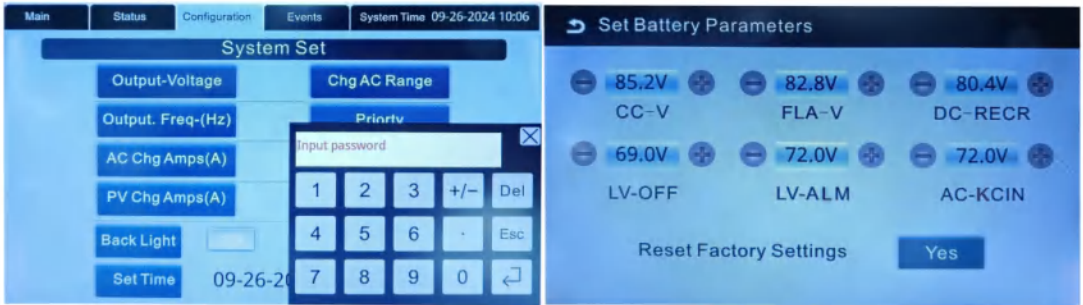 Main Status Configuration Events System Time 09-26-2024 10:06
System Set
Output-Voltage Chg AC Range
Output. Freq-(Hz) Priorty
AC Chg Amps(A)
PV Chg Amps(A)
Back Light
Set Time 09-26-20
Input password
1 2 3 +/- Del
4 5 6 . Esc
7 8 9 0
Set Battery Parameters
85.2V 82.8V 80.4V
CC-V FLA-V DC-RECR
69.0V 72.0V 72.0V
LV-OFF LV-ALM AC-KCIN
Reset Factory Settings Yes